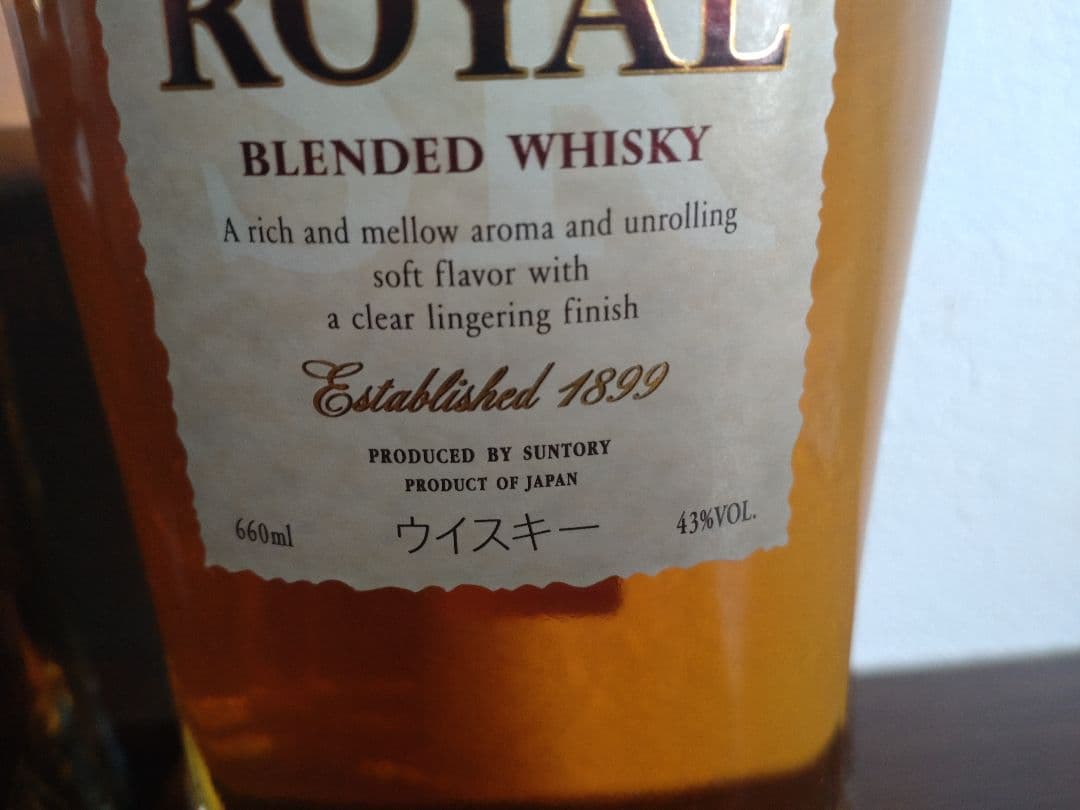 ROYAL
BLENDED WHISKY
A rich and mellow aroma and unrolling
soft flavor with
a clear lingering finish
Established 1899
PRODUCED BY SUNTORY
PRODUCT OF JAPAN
660ml ウイスキー 43%VOL.